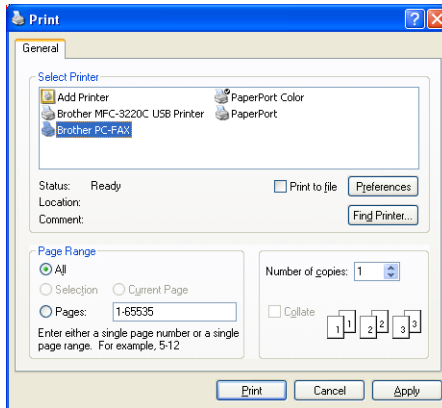 Print
General
Select Printer
Add Printer
PaperPort Color
Brother MFC-3220C USB Printer
PaperPort
Brother PC-FAX
Status: Ready
Print to file
Preferences
Location:
Comment:
Find Printer...
Page Range
All
Number of copies: 1
Selection
Current Page
Pages: 1-65535
Collate
1 1 2 2 3 3
Enter either a single page number or a single
page range. For example, 5-12
Print
Cancel
Apply